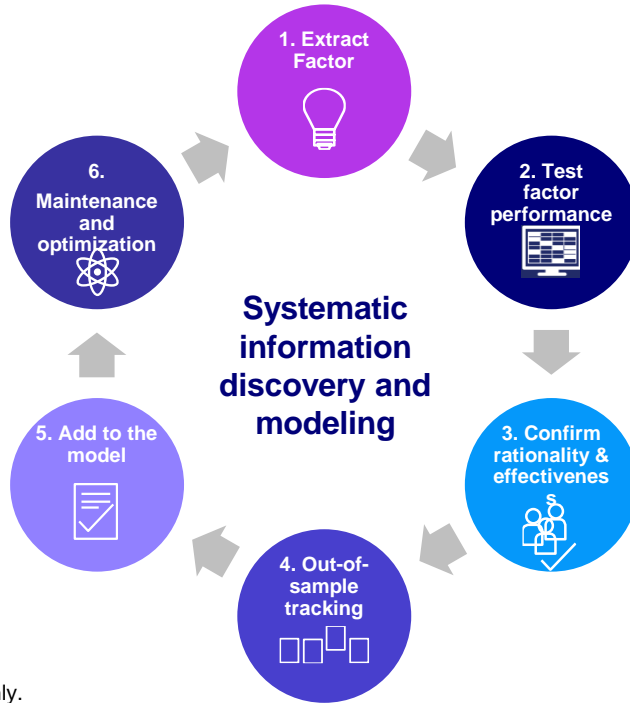 1. Extract
Factor
2. Test
factor
performance
3. Confirm
rationality &
effectivenes
s
4. Out-of-
sample
tracking
5. Add to the
model
6.
Maintenance
and
optimization
Systematic
information
discovery and
modeling
ly.